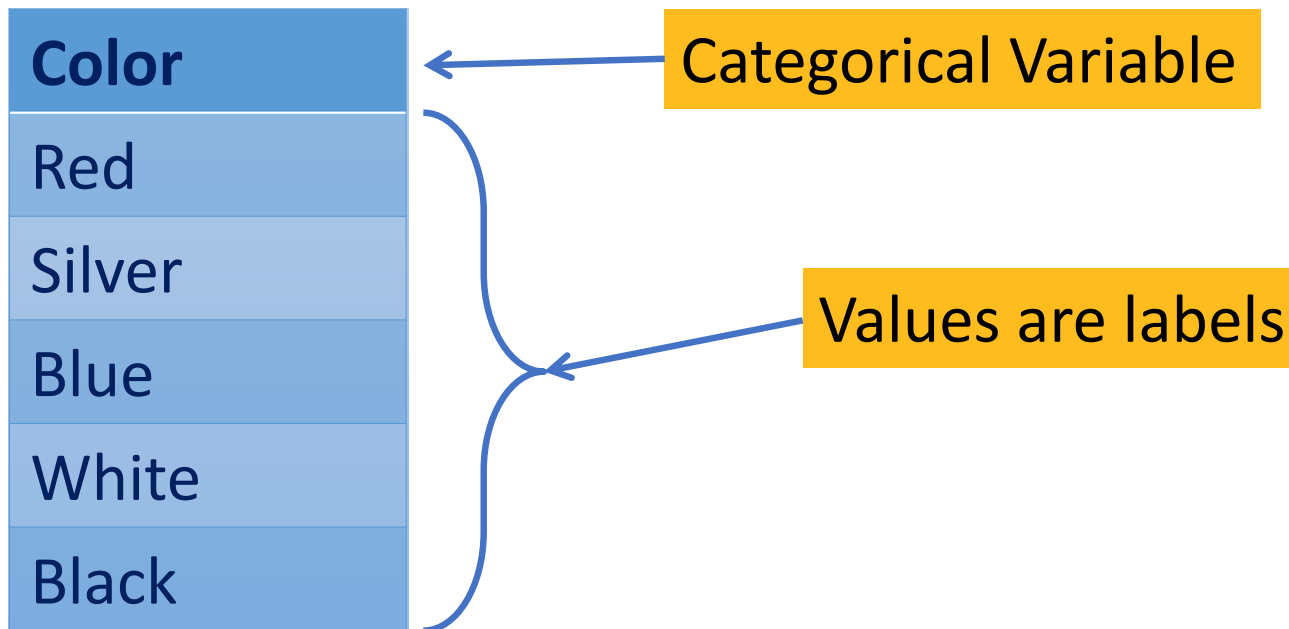 Color
Categorical Variable
Red
Silver
Values are labels
Blue
White
Black